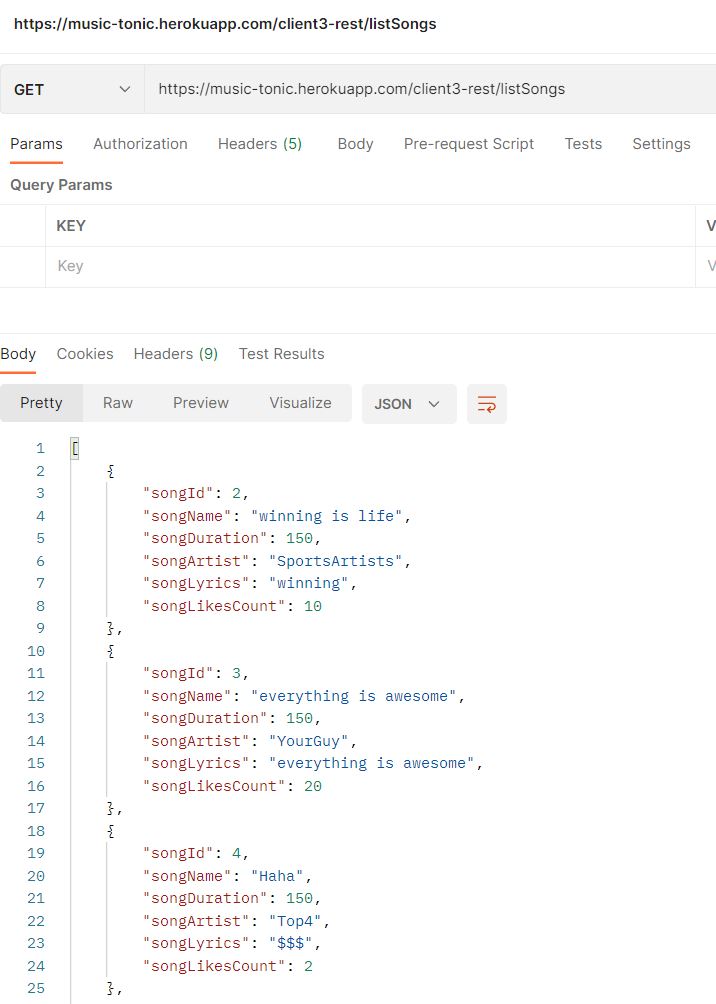 https://music-tonic.herokuapp.com/client3-rest/listSongs
GET https://music-tonic.herokuapp.com/client3-rest/listSongs
Params Authorization Headers (5) Body Pre-request Script Tests Settings
Query Params
KEY V
Key V
Body Cookies Headers (9) Test Results
Pretty Raw Preview Visualize JSON
1 [
2 {
3 "songId": 2,
4 "songName": "winning is life",
5 "songDuration": 150,
6 "songArtist": "SportsArtists",
7 "songLyrics": "winning",
8 "songLikesCount": 10
9 },
10 {
11 "songId": 3,
12 "songName": "everything is awesome",
13 "songDuration": 150,
14 "songArtist": "YourGuy",
15 "songLyrics": "everything is awesome",
16 "songLikesCount": 20
17 },
18 {
19 "songId": 4,
20 "songName": "Haha",
21 "songDuration": 150,
22 "songArtist": "Top4",
23 "songLyrics": "$$$",
24 "songLikesCount": 2
25 },